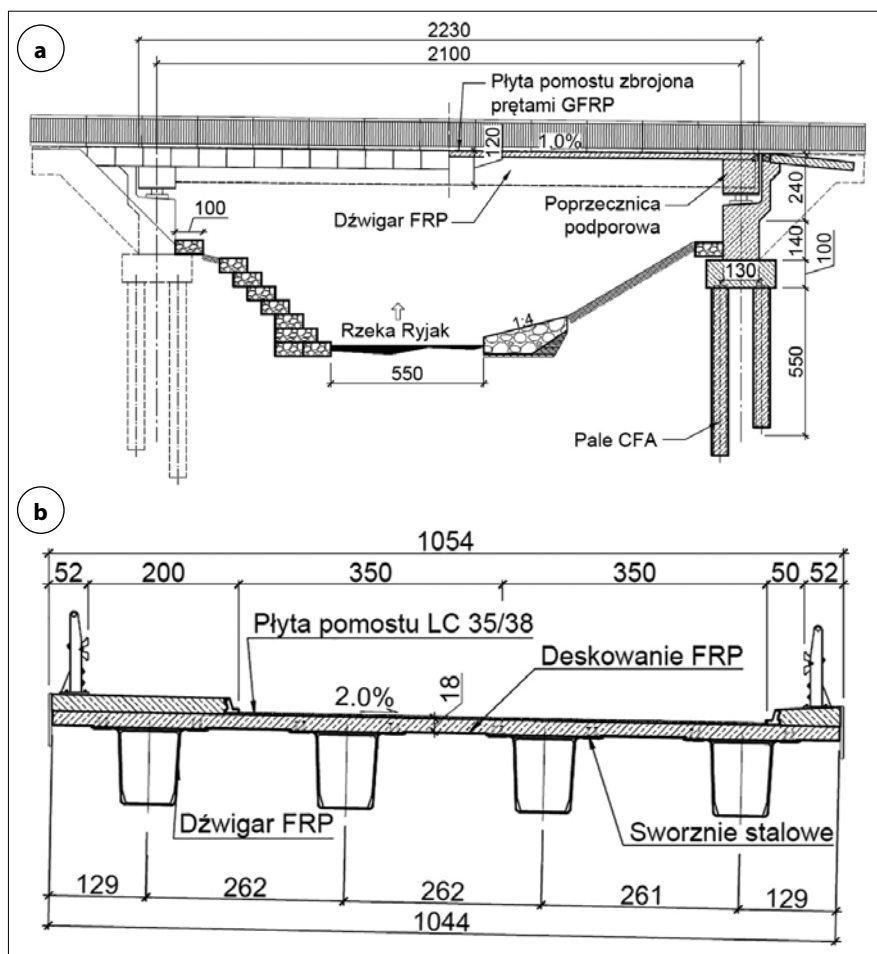 a
2230
2100
Płyta pomostu zbrojona
prętami GFRP
120
1.0%
Dźwigar FRP
Poprzecznica
podporowa
240
140
100
100
130
1:4
Rzeka Ryjak
550
550
Pale CFA
b
1054
52 200 350 350 50 52
Płyta pomostu LC 35/38
Deskowanie FRP
2.0%
18
Dźwigar FRP
Sworznie stalowe
129 262 262 261 129
1044